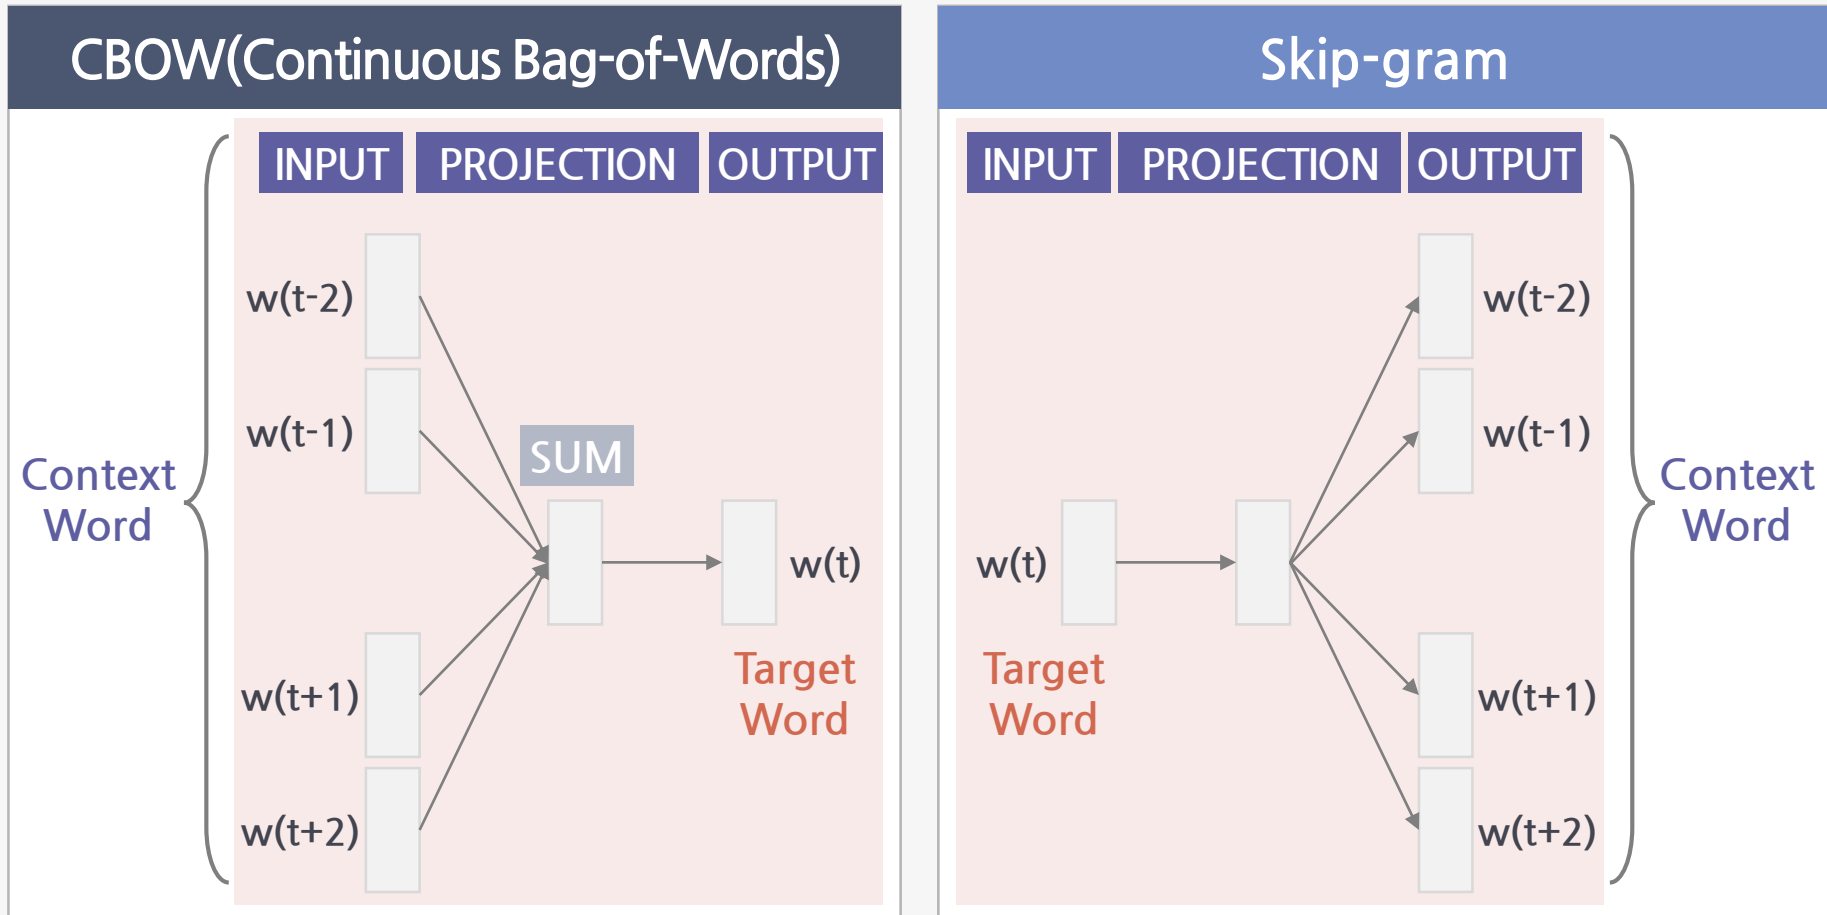 CBOW(Continuous Bag-of-Words)
INPUT
PROJECTION
OUTPUT
w(t-2)
w(t-1)
SUM
Context
Word
w(t)
Target
Word
w(t+1)
w(t+2)
Skip-gram
INPUT
PROJECTION
OUTPUT
w(t-2)
w(t-1)
w(t)
Target
Word
Context
Word
w(t+1)
w(t+2)